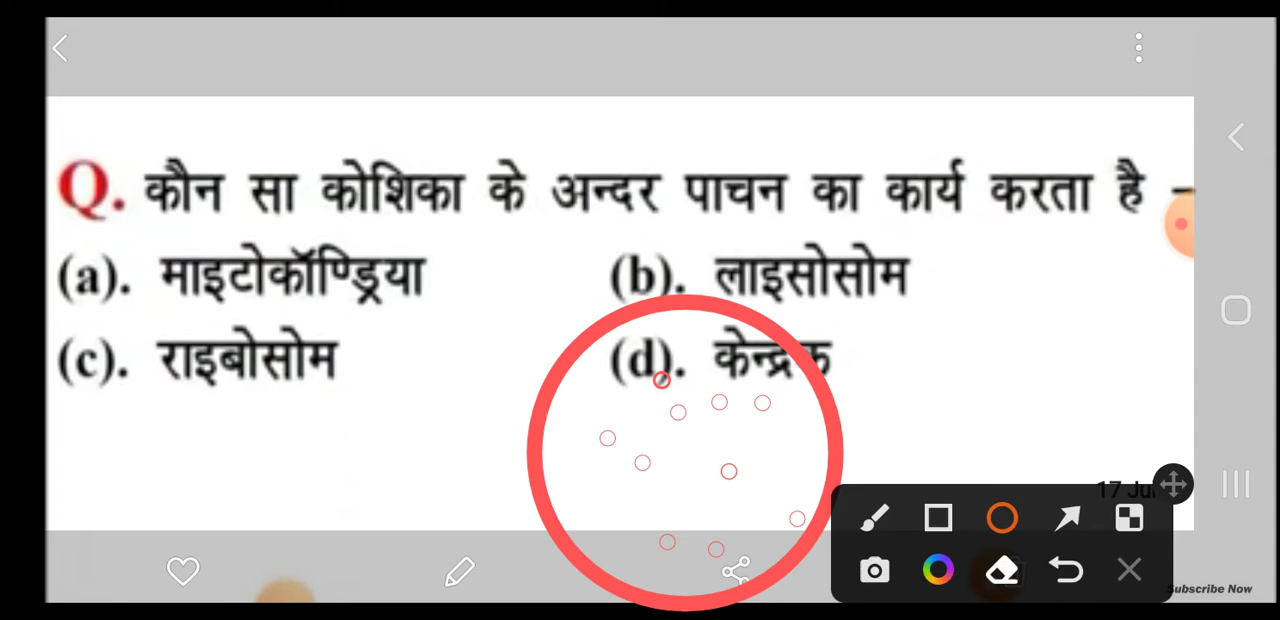 Q. कौन सा कोशिका के अन्दर पाचन का कार्य करता है –
(a). माइटोकॉण्ड्रिया (b). लाइसोसोम
(c). राइबोसोम (d). केन्द्रक
17 Ju
Subscribe Now